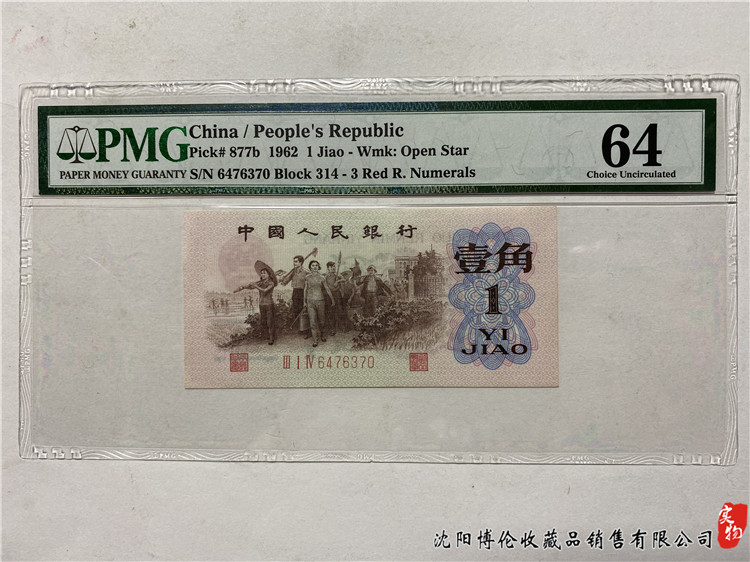 PMG
PAPER MONEY GUARANTY
China / People's Republic
Pick# 877b 1962 1 Jiao - Wmk: Open Star
S/N 6476370 Block 314 - 3 Red R. Numerals
64
Choice Uncirculated
中國人民銀行
壹角
1
YI
JIAO
III I IV 6476370
PMG
PMG
实物
沈阳博伦收藏品销售有限公司